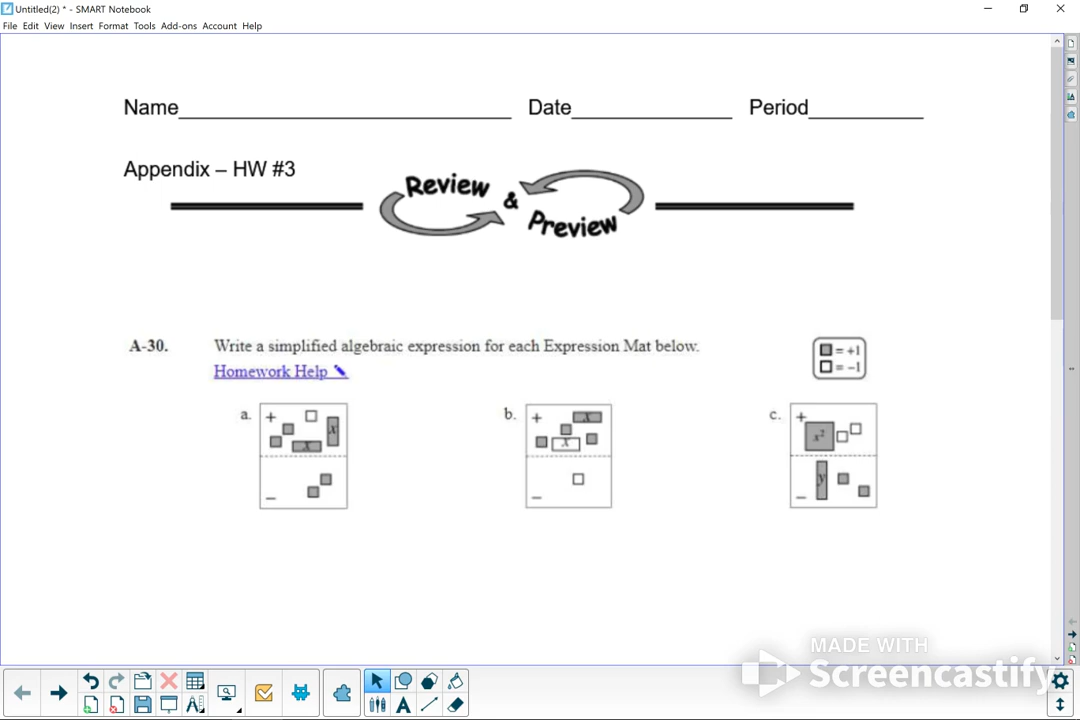 Untitled(2) * - SMART Notebook
File Edit View Insert Format Tools Add-ons Account Help
Name Date Period
Appendix – HW #3
Review & Preview
A-30. Write a simplified algebraic expression for each Expression Mat below.
Homework Help
= +1
= −1
a. + x x −
b. + x x −
c. + x² y −
MADE WITH
Screencastify